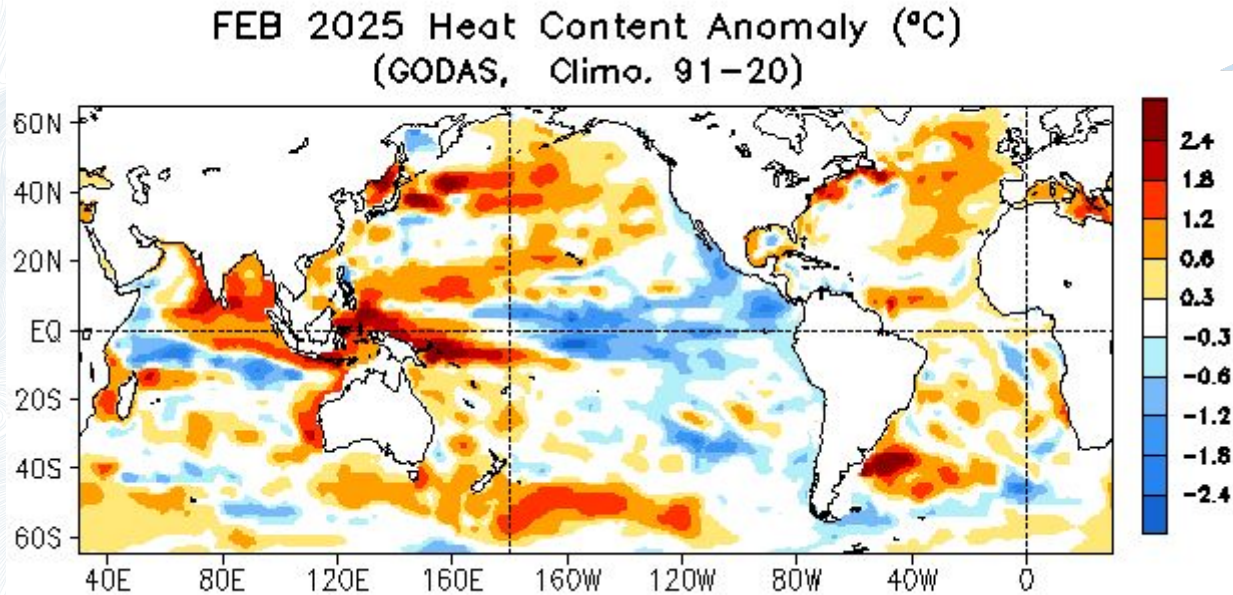 FEB 2025 Heat Content Anomaly (°C)
(GODAS, Climo. 91-20)
60N
40N
20N
EQ
20S
40S
60S
40E 80E 120E 160E 160W 120W 80W 40W 0
2.4
1.8
1.2
0.6
0.3
-0.3
-0.6
-1.2
-1.8
-2.4